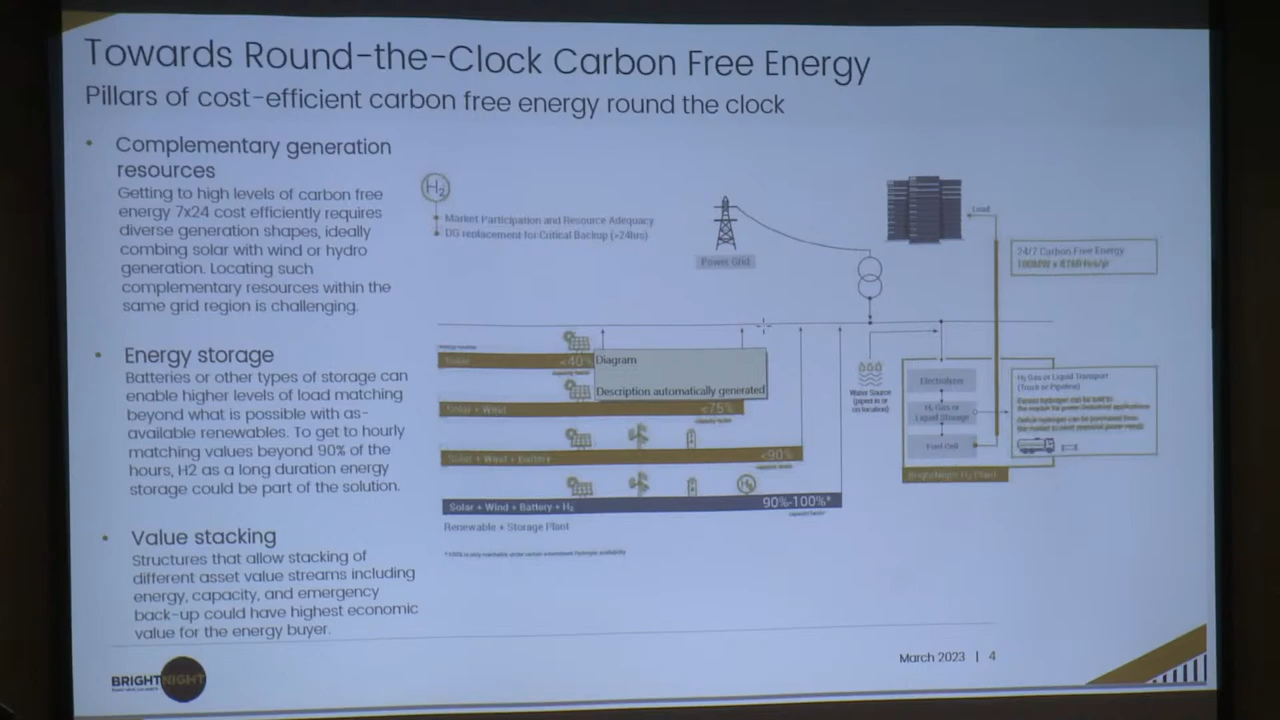 Towards Round-the-Clock Carbon Free Energy
Pillars of cost-efficient carbon free energy round the clock
• Complementary generation
resources
Getting to high levels of carbon free
energy 7x24 cost efficiently requires
diverse generation shapes, ideally
combing solar with wind or hydro
generation. Locating such
complementary resources within the
same grid region is challenging.
• Energy storage
Batteries or other types of storage can
enable higher levels of load matching
beyond what is possible with as-
available renewables. To get to hourly
matching values beyond 90% of the
hours, H2 as a long duration energy
storage could be part of the solution.
• Value stacking
Structures that allow stacking of
different asset value streams including
energy, capacity, and emergency
back-up could have highest economic
value for the energy buyer.
H₂
Market Participation and Resource Adequacy
DG replacement for Critical Backup (>24hrs)
Power Grid
Load
24/7 Carbon Free Energy
Solar
<40%
Diagram
Description automatically generated
Solar + Wind
<75%
Solar + Wind + Battery
<90%
H₂
Solar + Wind + Battery + H₂
90%-100%*
Renewable + Storage Plant
Water Source
(piped in or
on location)
Electrolyzer
H₂ Gas or
Liquid Storage
Fuel Cell
BrightNight H₂ Plant
H₂ Gas or Liquid Transport
(Truck or Pipeline)
March 2023 | 4
BRIGHTNIGHT